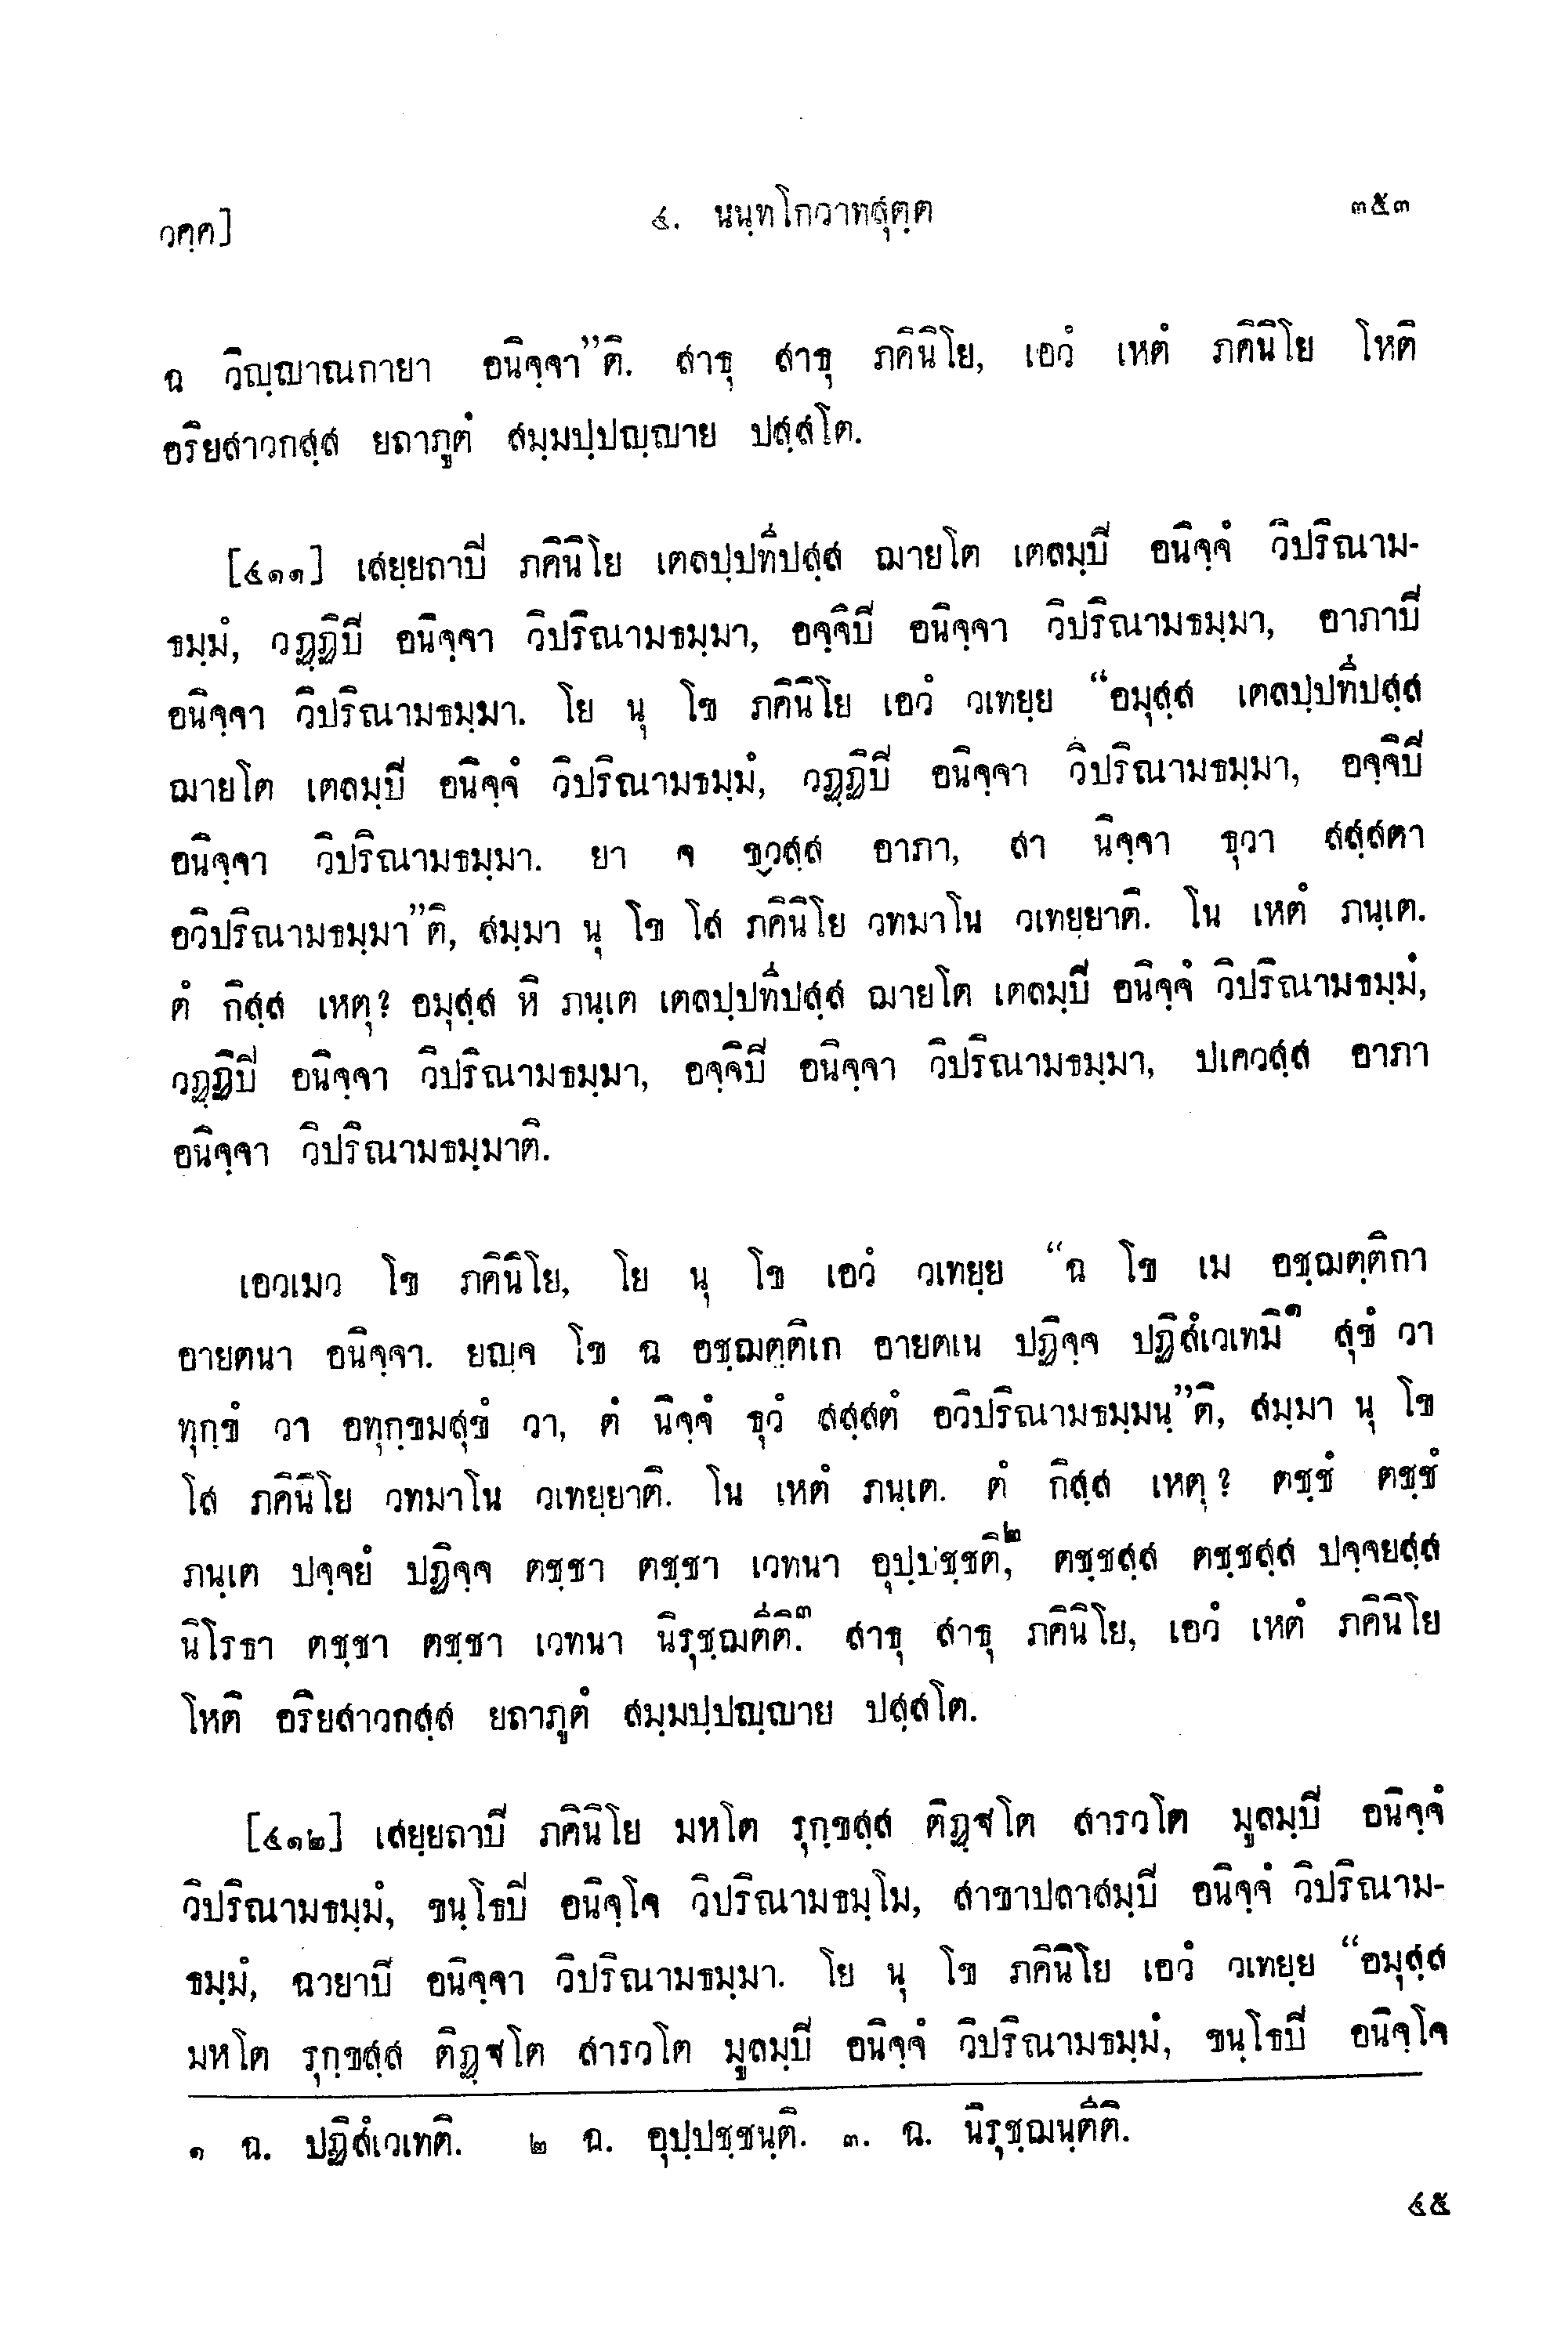 วคฺค]
๔. นนฺทโกวาทสุตฺต
๓๕๓
ฉ วิญฺญาณกายา อนิจฺจา”ติ. สาธุ สาธุ ภคินิโย, เอวํ เหตํ ภคินิโย โหติ
อริยสาวกสฺส ยถาภูตํ สมฺมปฺปญฺญาย ปสฺสโต.
[๔๑๑] เสยฺยถาปี ภคินิโย เตลปฺปทีปสฺส ฌายโต เตลมฺปี อนิจฺจํ วิปริณาม-
ธมฺมํ, วฏฺฏิปี อนิจฺจา วิปริณามธมฺมา, อจฺจิปี อนิจฺจา วิปริณามธมฺมา, อาภาปี
อนิจฺจา วิปริณามธมฺมา. โย นุ โข ภคินิโย เอวํ วเทยฺย “อมุสฺส เตลปฺปทีปสฺส
ฌายโต เตลมฺปี อนิจฺจํ วิปริณามธมฺมํ, วฏฺฏิปี อนิจฺจา วิปริณามธมฺมา, อจฺจิปี
อนิจฺจา วิปริณามธมฺมา. ยา จ ขฺวสฺส อาภา, สา นิจฺจา ธุวา สสฺสตา
อวิปริณามธมฺมา”ติ, สมฺมา นุ โข โส ภคินิโย วทมาโน วเทยฺยาติ. โน เหตํ ภนฺเต.
ตํ กิสฺส เหตุ? อมุสฺส หิ ภนฺเต เตลปฺปทีปสฺส ฌายโต เตลมฺปี อนิจฺจํ วิปริณามธมฺมํ,
วฏฺฏิปี อนิจฺจา วิปริณามธมฺมา, อจฺจิปี อนิจฺจา วิปริณามธมฺมา, ปเควสฺส อาภา
อนิจฺจา วิปริณามธมฺมาติ.
เอวเมว โข ภคินิโย, โย นุ โข เอวํ วเทยฺย “ฉ โข เม อชฺฌตฺติกา
อายตนา อนิจฺจา. ยญฺจ โข ฉ อชฺฌตฺติเก อายตเน ปฏิจฺจ ปฏิสํเวเทมิ๑ สุขํ วา
ทุกฺขํ วา อทุกฺขมสุขํ วา, ตํ นิจฺจํ ธุวํ สสฺสตํ อวิปริณามธมฺมนฺ”ติ, สมฺมา นุ โข
โส ภคินิโย วทมาโน วเทยฺยาติ. โน เหตํ ภนฺเต. ตํ กิสฺส เหตุ? ตชฺชํ ตชฺชํ
ภนฺเต ปจฺจยํ ปฏิจฺจ ตชฺชา ตชฺชา เวทนา อุปฺปชฺชติ,๒ ตชฺชสฺส ตชฺชสฺส ปจฺจยสฺส
นิโรธา ตชฺชา ตชฺชา เวทนา นิรุชฺฌตีติ.๓ สาธุ สาธุ ภคินิโย, เอวํ เหตํ ภคินิโย
โหติ อริยสาวกสฺส ยถาภูตํ สมฺมปฺปญฺญาย ปสฺสโต.
[๔๑๒] เสยฺยถาปี ภคินิโย มหโต รุกฺขสฺส ติฏฺฐโต สารวโต มูลมฺปี อนิจฺจํ
วิปริณามธมฺมํ, ขนฺโธปี อนิจฺโจ วิปริณามธมฺโม, สาขาปลาสมฺปี อนิจฺจํ วิปริณาม-
ธมฺมํ, ฉายาปี อนิจฺจา วิปริณามธมฺมา. โย นุ โข ภคินิโย เอวํ วเทยฺย “อมุสฺส
มหโต รุกฺขสฺส ติฏฺฐโต สารวโต มูลมฺปี อนิจฺจํ วิปริณามธมฺมํ, ขนฺโธปี อนิจฺโจ
๑ ฉ. ปฏิสํเวเทติ. ๒ ฉ. อุปฺปชฺชนฺติ. ๓. ฉ. นิรุชฺฌนฺตีติ.
๔๕